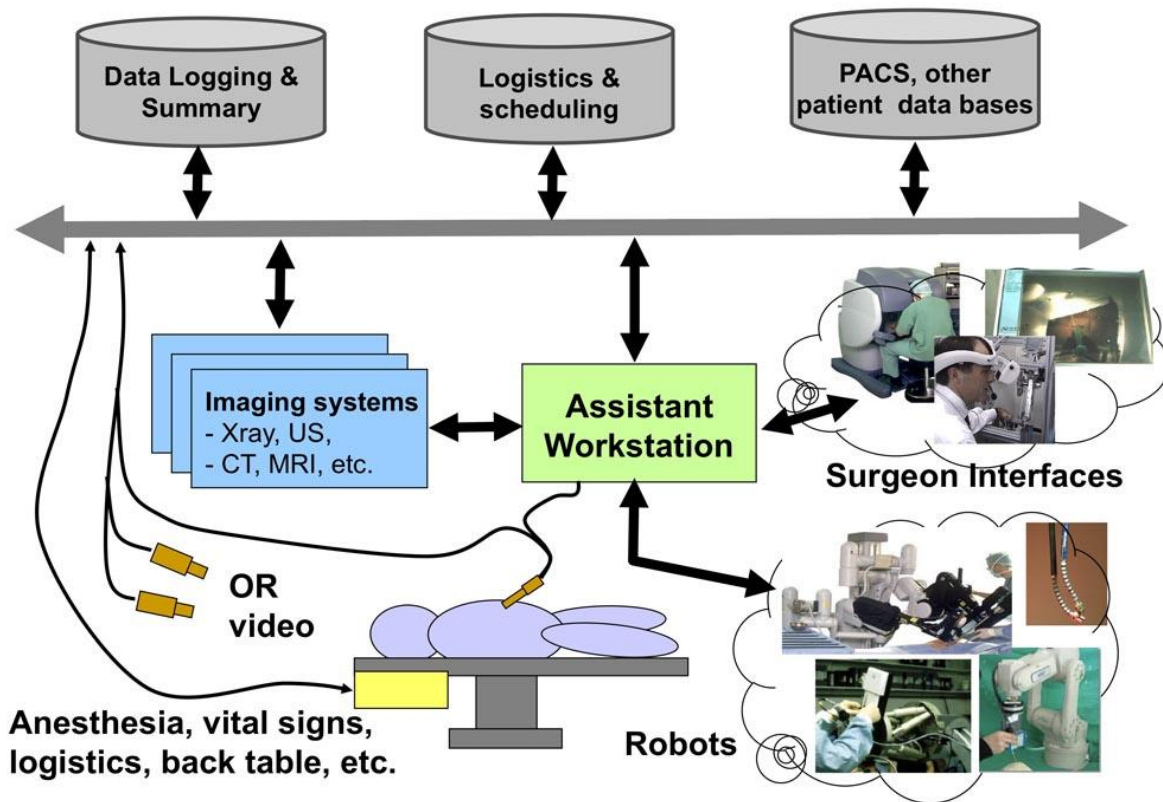 Data Logging &
Summary
Logistics &
scheduling
PACS, other
patient data bases
Imaging systems
- Xray, US,
- CT, MRI, etc.
Assistant
Workstation
Surgeon Interfaces
OR
video
Anesthesia, vital signs,
logistics, back table, etc.
Robots